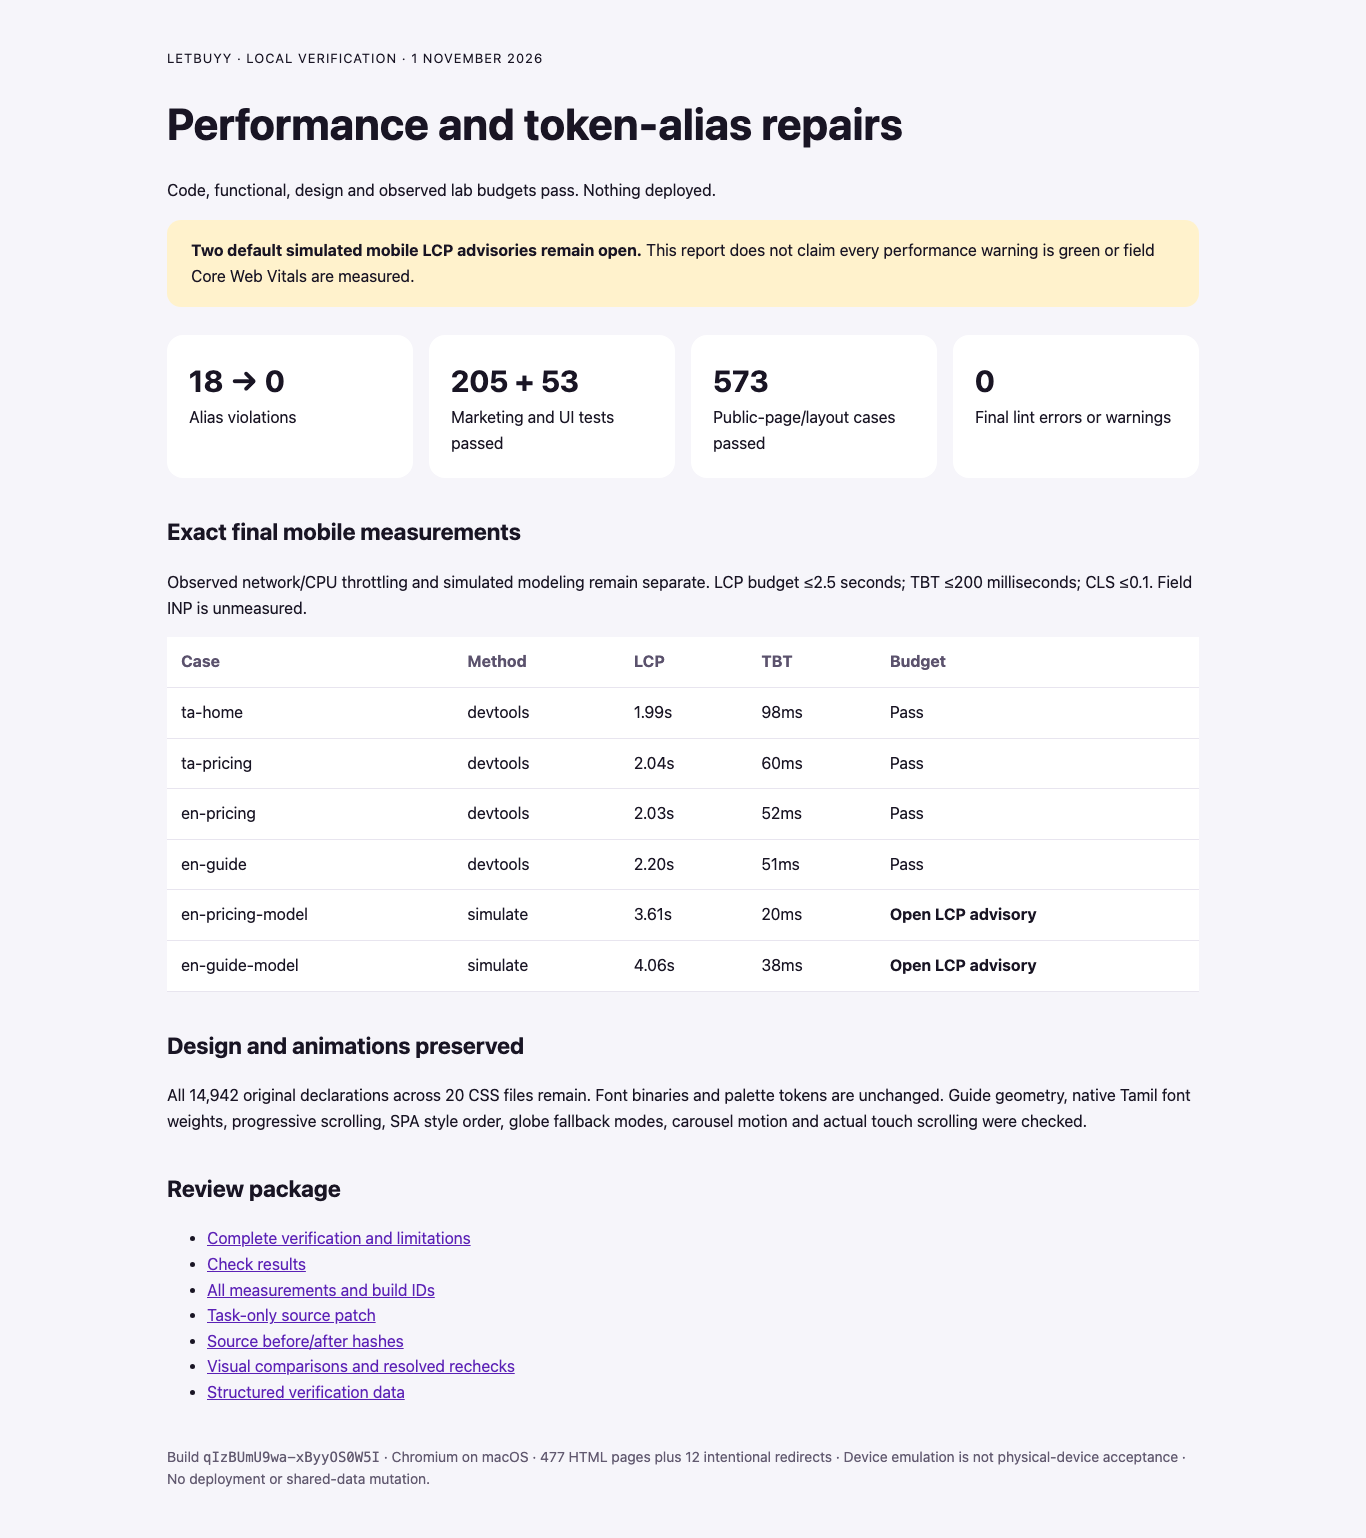 LETBUYY · LOCAL VERIFICATION · 1 NOVEMBER 2026
Performance and token-alias repairs
Code, functional, design and observed lab budgets pass. Nothing deployed.
Two default simulated mobile LCP advisories remain open. This report does not claim every performance warning is green or field
Core Web Vitals are measured.
18 → 0
Alias violations
205 + 53
Marketing and UI tests
passed
573
Public-page/layout cases
passed
0
Final lint errors or warnings
Exact final mobile measurements
Observed network/CPU throttling and simulated modeling remain separate. LCP budget ≤2.5 seconds; TBT ≤200 milliseconds; CLS ≤0.1. Field
INP is unmeasured.
Case Method LCP TBT Budget
ta-home devtools 1.99s 98ms Pass
ta-pricing devtools 2.04s 60ms Pass
en-pricing devtools 2.03s 52ms Pass
en-guide devtools 2.20s 51ms Pass
en-pricing-model simulate 3.61s 20ms Open LCP advisory
en-guide-model simulate 4.06s 38ms Open LCP advisory
Design and animations preserved
All 14,942 original declarations across 20 CSS files remain. Font binaries and palette tokens are unchanged. Guide geometry, native Tamil font
weights, progressive scrolling, SPA style order, globe fallback modes, carousel motion and actual touch scrolling were checked.
Review package
• Complete verification and limitations
• Check results
• All measurements and build IDs
• Task-only source patch
• Source before/after hashes
• Visual comparisons and resolved rechecks
• Structured verification data
Build qIzBUmU9wa-xByyOS0W5I · Chromium on macOS · 477 HTML pages plus 12 intentional redirects · Device emulation is not physical-device acceptance ·
No deployment or shared-data mutation.